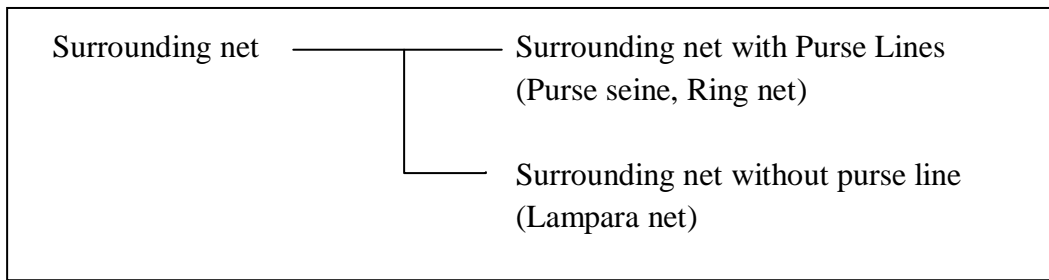 Surrounding net
Surrounding net with Purse Lines
(Purse seine, Ring net)
Surrounding net without purse line
(Lampara net)